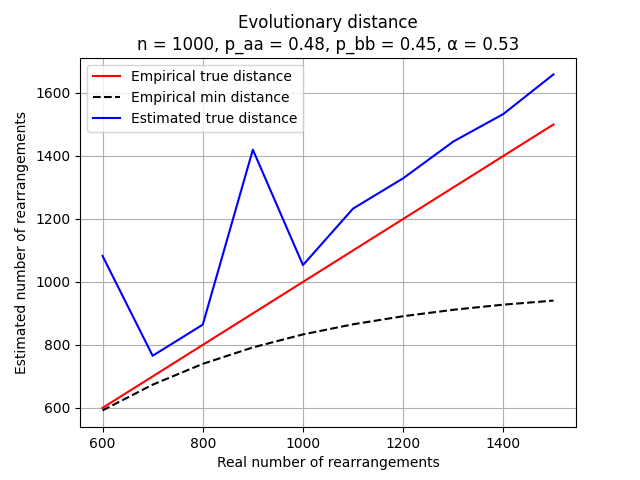 Evolutionary distance
n = 1000, p_aa = 0.48, p_bb = 0.45, α = 0.53
Empirical true distance
Empirical min distance
Estimated true distance
Estimated number of rearrangements
1600
1400
1200
1000
800
600
600 800 1000 1200 1400
Real number of rearrangements